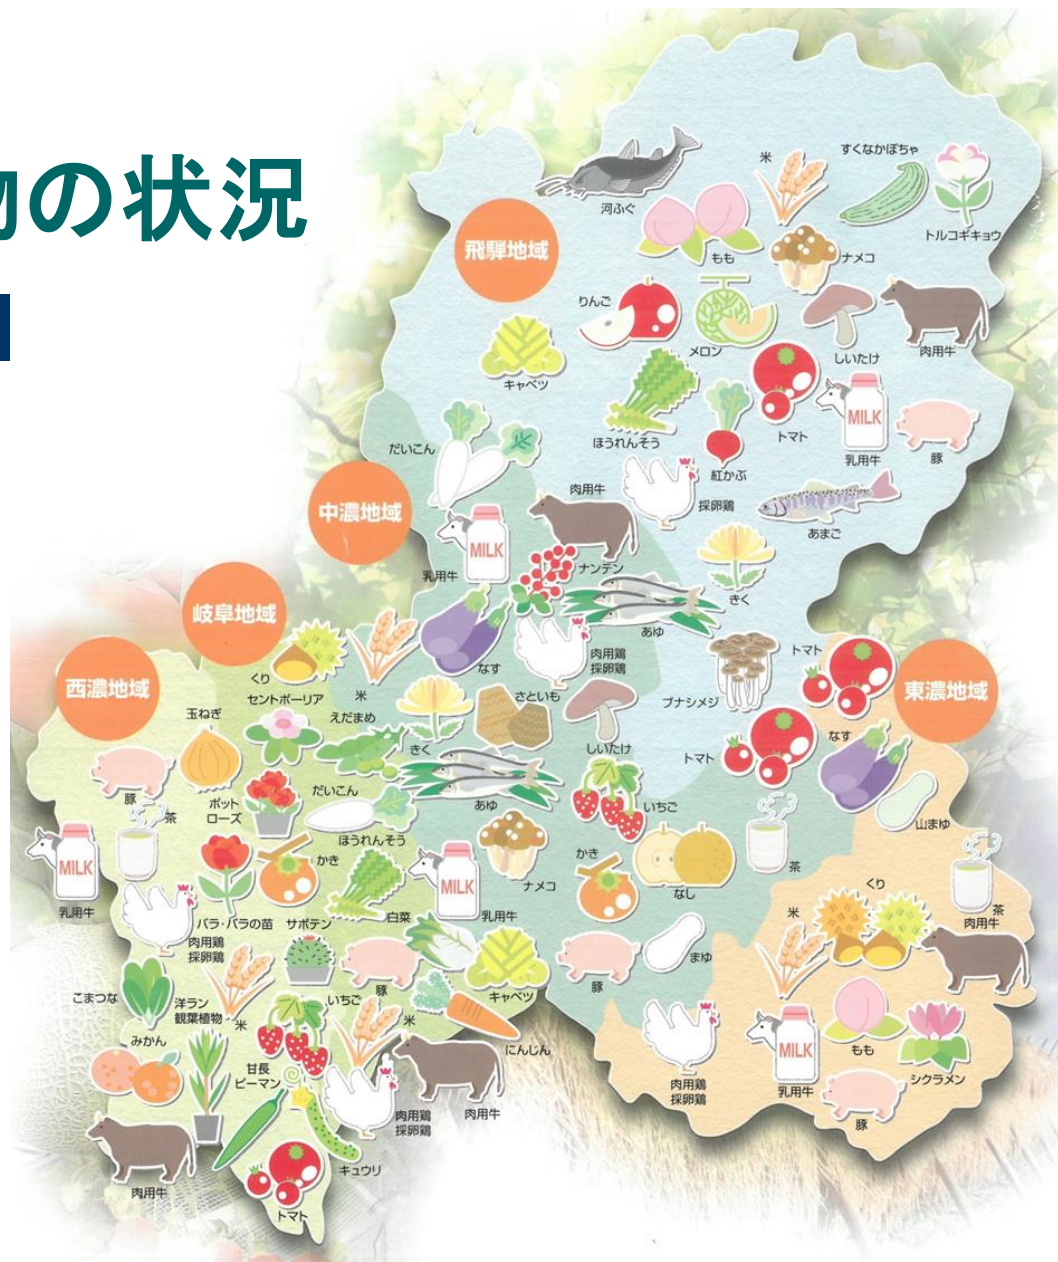 物の状況
飛騨地域
中濃地域
岐阜地域
西濃地域
東濃地域
河ふぐ
米
すくなかぼちゃ
トルコギキョウ
もも
ナメコ
りんご
メロン
しいたけ
肉用牛
キャベツ
ほうれんそう
紅かぶ
トマト
MILK
乳用牛
豚
だいこん
肉用牛
採卵鶏
あまご
MILK
乳用牛
ナンテン
きく
あゆ
くり
米
なす
肉用鶏
採卵鶏
ブナシメジ
トマト
セントポーリア
玉ねぎ
えだまめ
きく
さといも
しいたけ
トマト
なす
山まゆ
豚
茶
ポット
ローズ
だいこん
ほうれんそう
あゆ
いちご
MILK
乳用牛
かき
バラ・バラの苗
サボテン
白菜
MILK
乳用牛
ナメコ
かき
なし
茶
くり
米
茶
肉用牛
肉用鶏
採卵鶏
こまつな
洋ラン
観葉植物
米
いちご
豚
米
キャベツ
にんじん
豚
まゆ
みかん
甘長
ピーマン
肉用鶏
採卵鶏
肉用牛
肉用鶏
採卵鶏
MILK
乳用牛
もも
シクラメン
豚
肉用牛
キュウリ
トマト